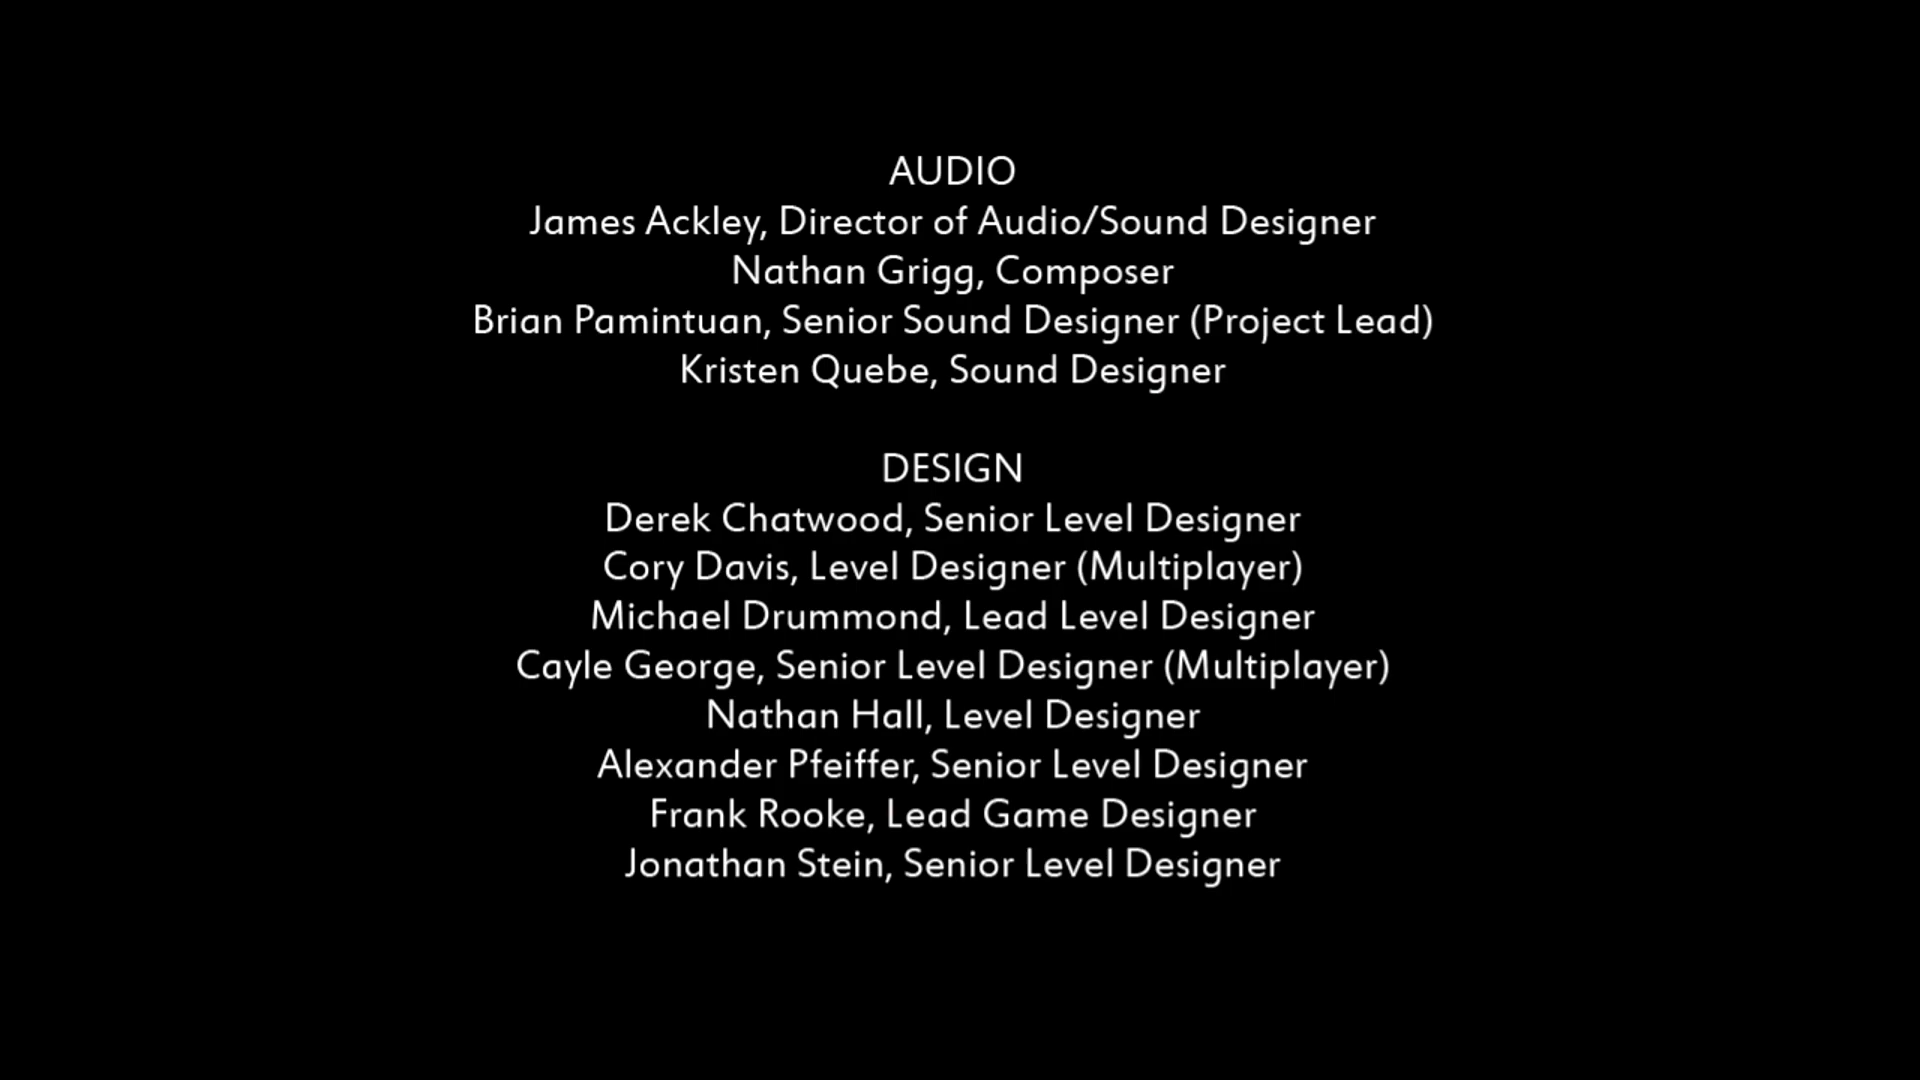 AUDIO
James Ackley, Director of Audio/Sound Designer
Nathan Grigg, Composer
Brian Pamintuan, Senior Sound Designer (Project Lead)
Kristen Quebe, Sound Designer
DESIGN
Derek Chatwood, Senior Level Designer
Cory Davis, Level Designer (Multiplayer)
Michael Drummond, Lead Level Designer
Cayle George, Senior Level Designer (Multiplayer)
Nathan Hall, Level Designer
Alexander Pfeiffer, Senior Level Designer
Frank Rooke, Lead Game Designer
Jonathan Stein, Senior Level Designer